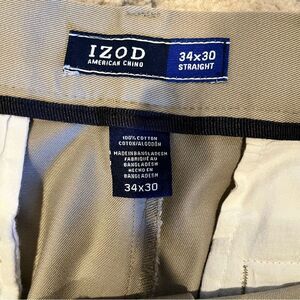 IZOD
AMERICAN CHINO
34x30
STRAIGHT
100% COTTON
COTON/ALGODÓN
MADE IN BANGLADESH
FABRIQUÉ AU
BANGLADESH
HECHO EN
BANGLADESH
34x30